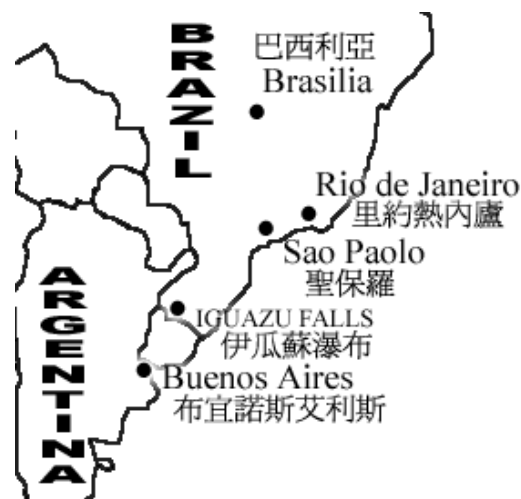 BRAZIL
巴西利亞
Brasilia
Rio de Janeiro
里約熱內盧
Sao Paolo
聖保羅
ARGENTINA
IGUAZU FALLS
伊瓜蘇瀑布
Buenos Aires
布宜諾斯艾利斯